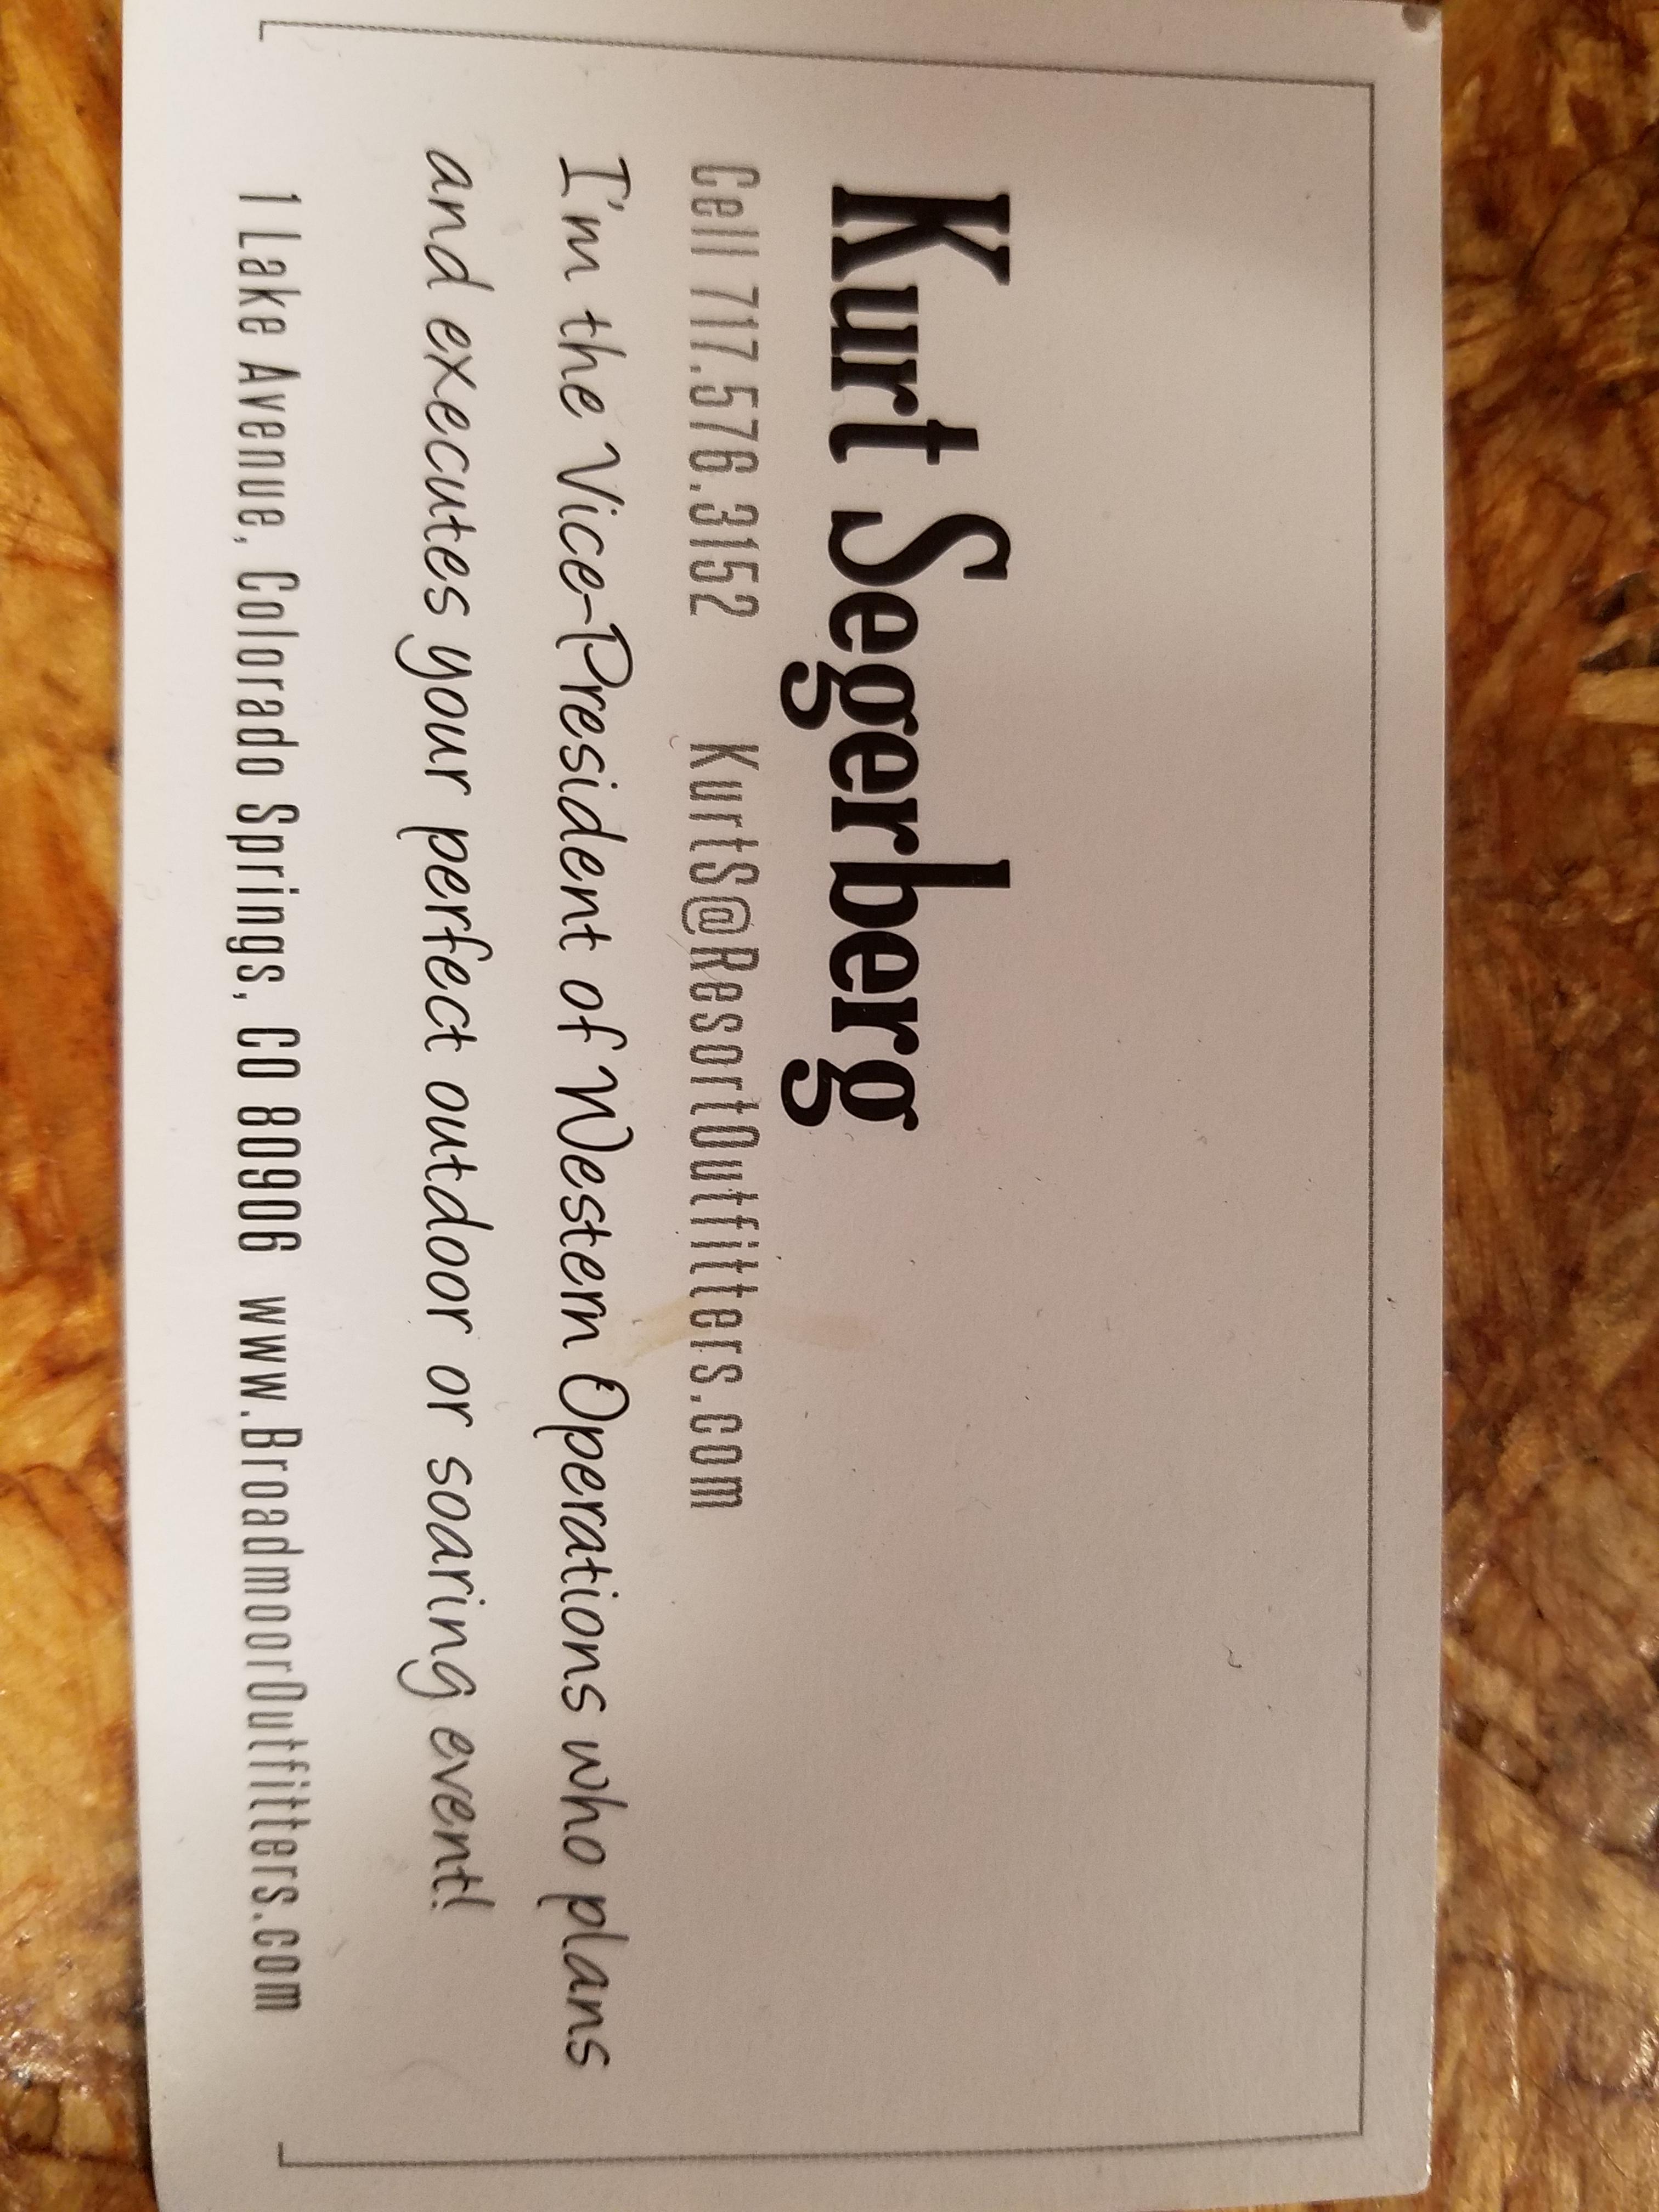 Kurt Segerberg
Cell 717.576.3152 KurtS@ResortOutfitters.com
I'm the Vice-President of Western Operations who plans
and executes your perfect outdoor or soaring event!
1 Lake Avenue, Colorado Springs, CO 80906 www.BroadmoorOutfitters.com